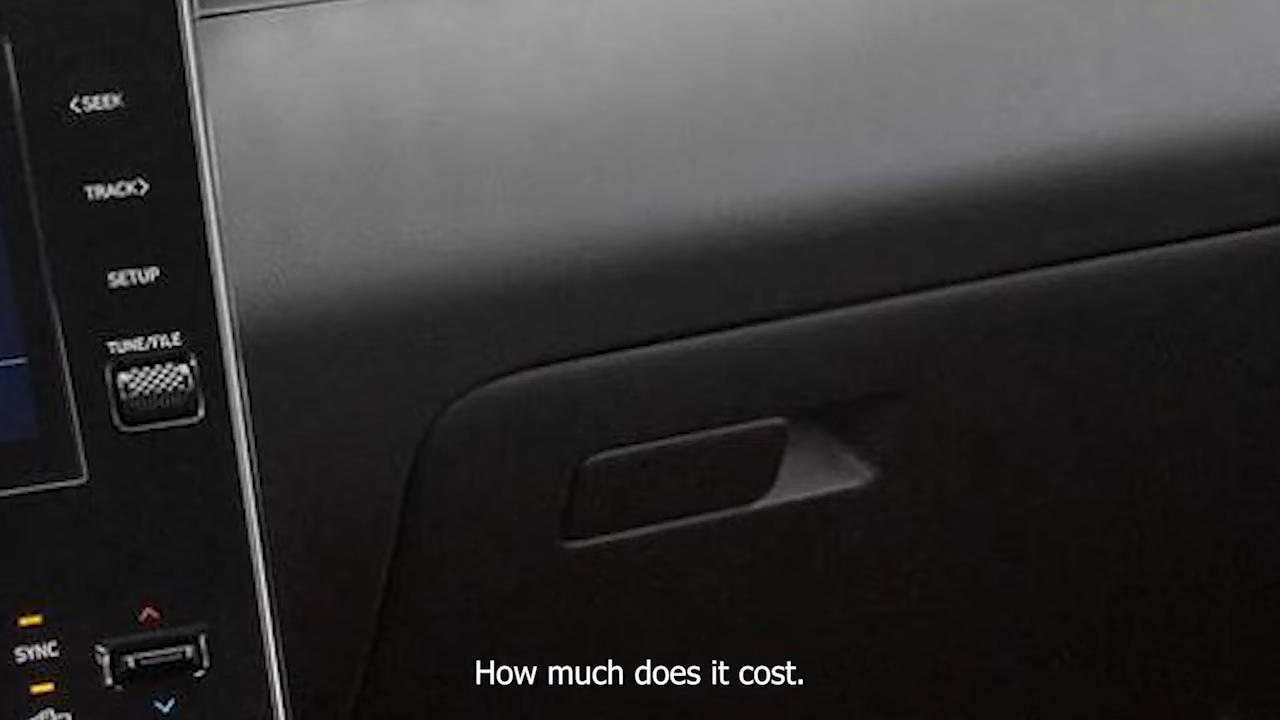 <SEEK
TRACK>
SETUP
TUNE/FILE
SYNC
How much does it cost.